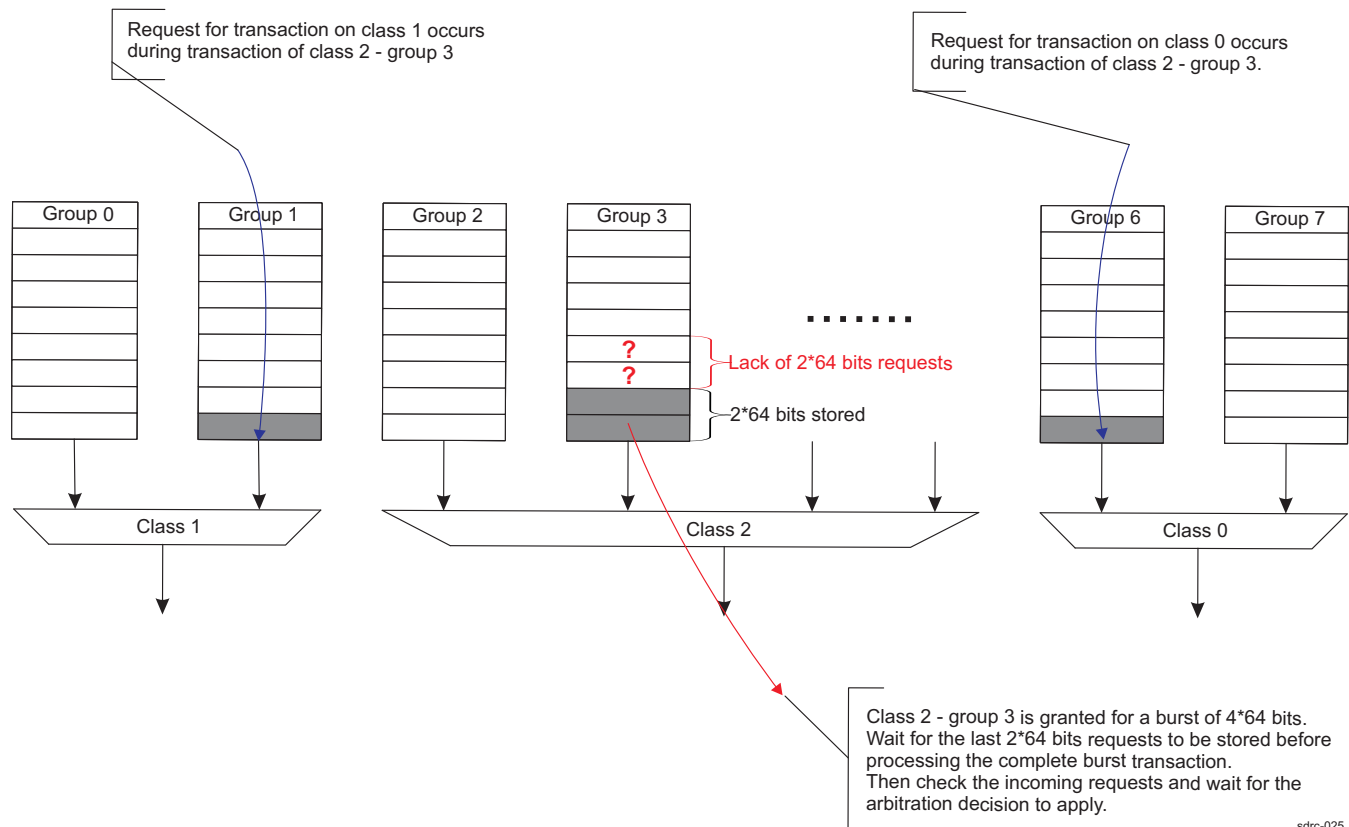 Request for transaction on class 1 occurs
during transaction of class 2 - group 3
Request for transaction on class 0 occurs
during transaction of class 2 - group 3.
Group 0
Group 1
Group 2
Group 3
Group 6
Group 7
.......
?
?
Lack of 2*64 bits requests
2*64 bits stored
Class 1
Class 2
Class 0
Class 2 - group 3 is granted for a burst of 4*64 bits.
Wait for the last 2*64 bits requests to be stored before
processing the complete burst transaction.
Then check the incoming requests and wait for the
arbitration decision to apply.
sdrc-025